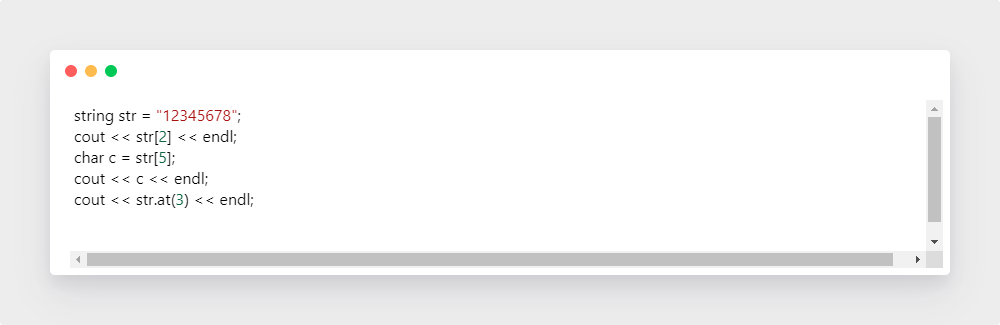 string str = "12345678";
cout << str[2] << endl;
char c = str[5];
cout << c << endl;
cout << str.at(3) << endl;